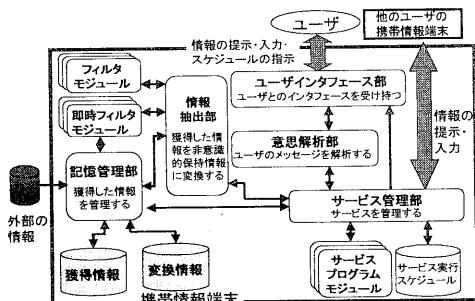 ユーザ
他のユーザの
携帯情報端末
情報の提示・入力・
スケジュールの指示
フィルタ
モジュール
即時フィルタ
モジュール
情報
抽出部
獲得した情
報を非意識
的保持情報
に変換する
ユーザインタフェース部
ユーザとのインタフェースを受け持つ
意思解析部
ユーザのメッセージを解析する
情報の
提示・
入力
記憶管理部
獲得した情報
を管理する
サービス管理部
サービスを管理する
外部の
情報
獲得情報
変換情報
サービス
プログラム
モジュール
サービス実行
スケジュール
携帯情報端末